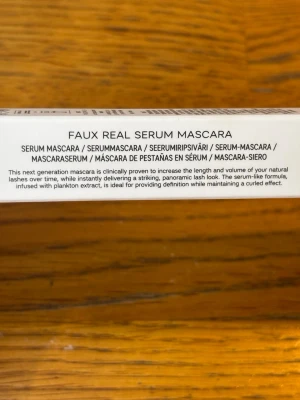 FAUX REAL SERUM MASCARA
SERUM MASCARA / SERUMMASCARA / SEERUMIRIPSIVÄRI / SERUM-MASCARA /
MASCARASERUM / MÁSCARA DE PESTAÑAS EN SÉRUM / MASCARA-SIERO
This next generation mascara is clinically proven to increase the length and volume of your natural
lashes over time, while instantly delivering a striking, panoramic lash look. The serum-like formula,
infused with plankton extract, is ideal for providing definition while maintaining a curled effect.